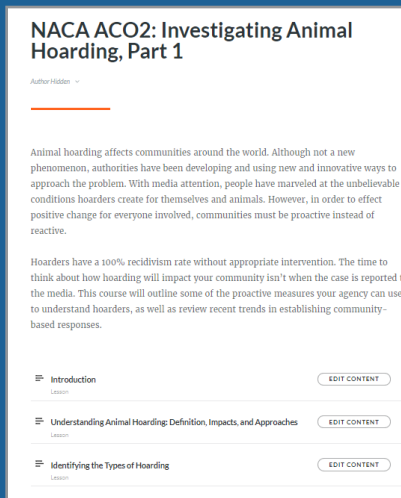 NACA ACO2: Investigating Animal
Hoarding, Part 1
Author Hidden
Animal hoarding affects communities around the world. Although not a new
phenomenon, authorities have been developing and using new and innovative ways to
approach the problem. With media attention, people have marveled at the unbelievable
conditions hoarders create for themselves and animals. However, in order to effect
positive change for everyone involved, communities must be proactive instead of
reactive.
Hoarders have a 100% recidivism rate without appropriate intervention. The time to
think about how hoarding will impact your community isn't when the case is reported t
the media. This course will outline some of the proactive measures your agency can use
to understand hoarders, as well as review recent trends in establishing community-
based responses.
Introduction EDIT CONTENT
Lesson
Understanding Animal Hoarding: Definition, Impacts, and Approaches EDIT CONTENT
Lesson
Identifying the Types of Hoarding EDIT CONTENT
Lesson